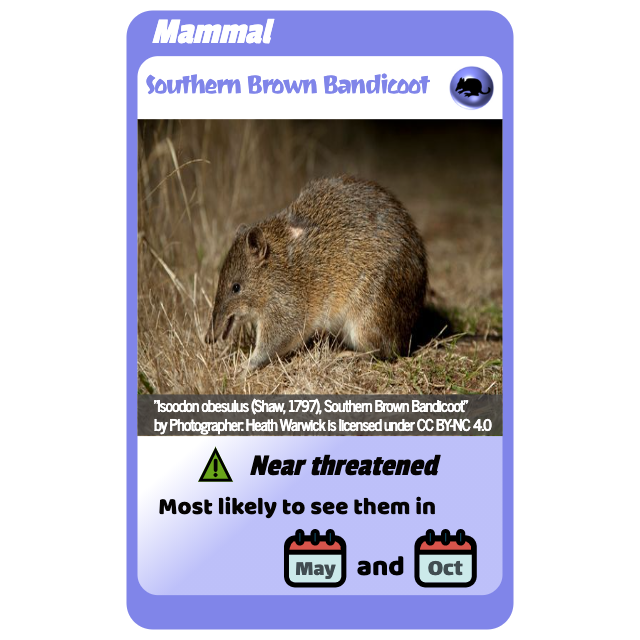 Mammal
Southern Brown Bandicoot
"Isoodon obesulus (Shaw, 1797), Southern Brown Bandicoot"
by Photographer: Heath Warwick is licensed under CC BY-NC 4.0
Near threatened
Most likely to see them in
May and Oct